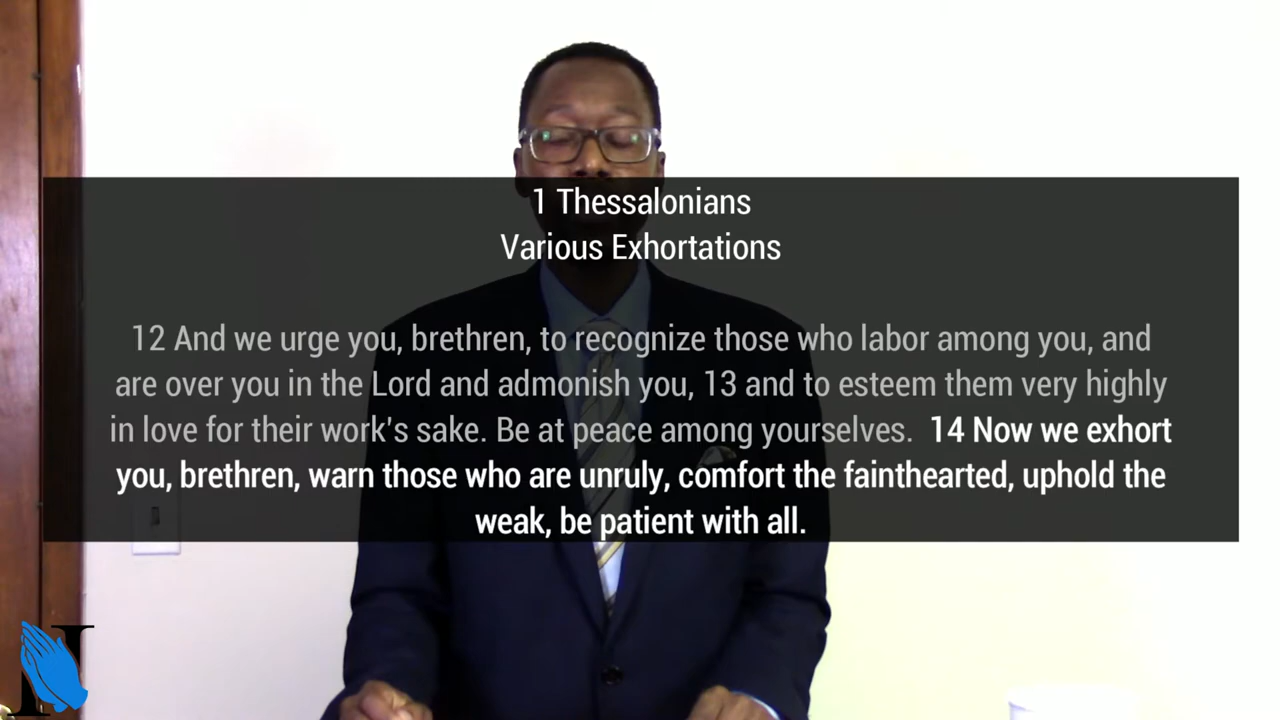 1 Thessalonians
Various Exhortations
12 And we urge you, brethren, to recognize those who labor among you, and
are over you in the Lord and admonish you, 13 and to esteem them very highly
in love for their work's sake. Be at peace among yourselves. 14 Now we exhort
you, brethren, warn those who are unruly, comfort the fainthearted, uphold the
weak, be patient with all.
N